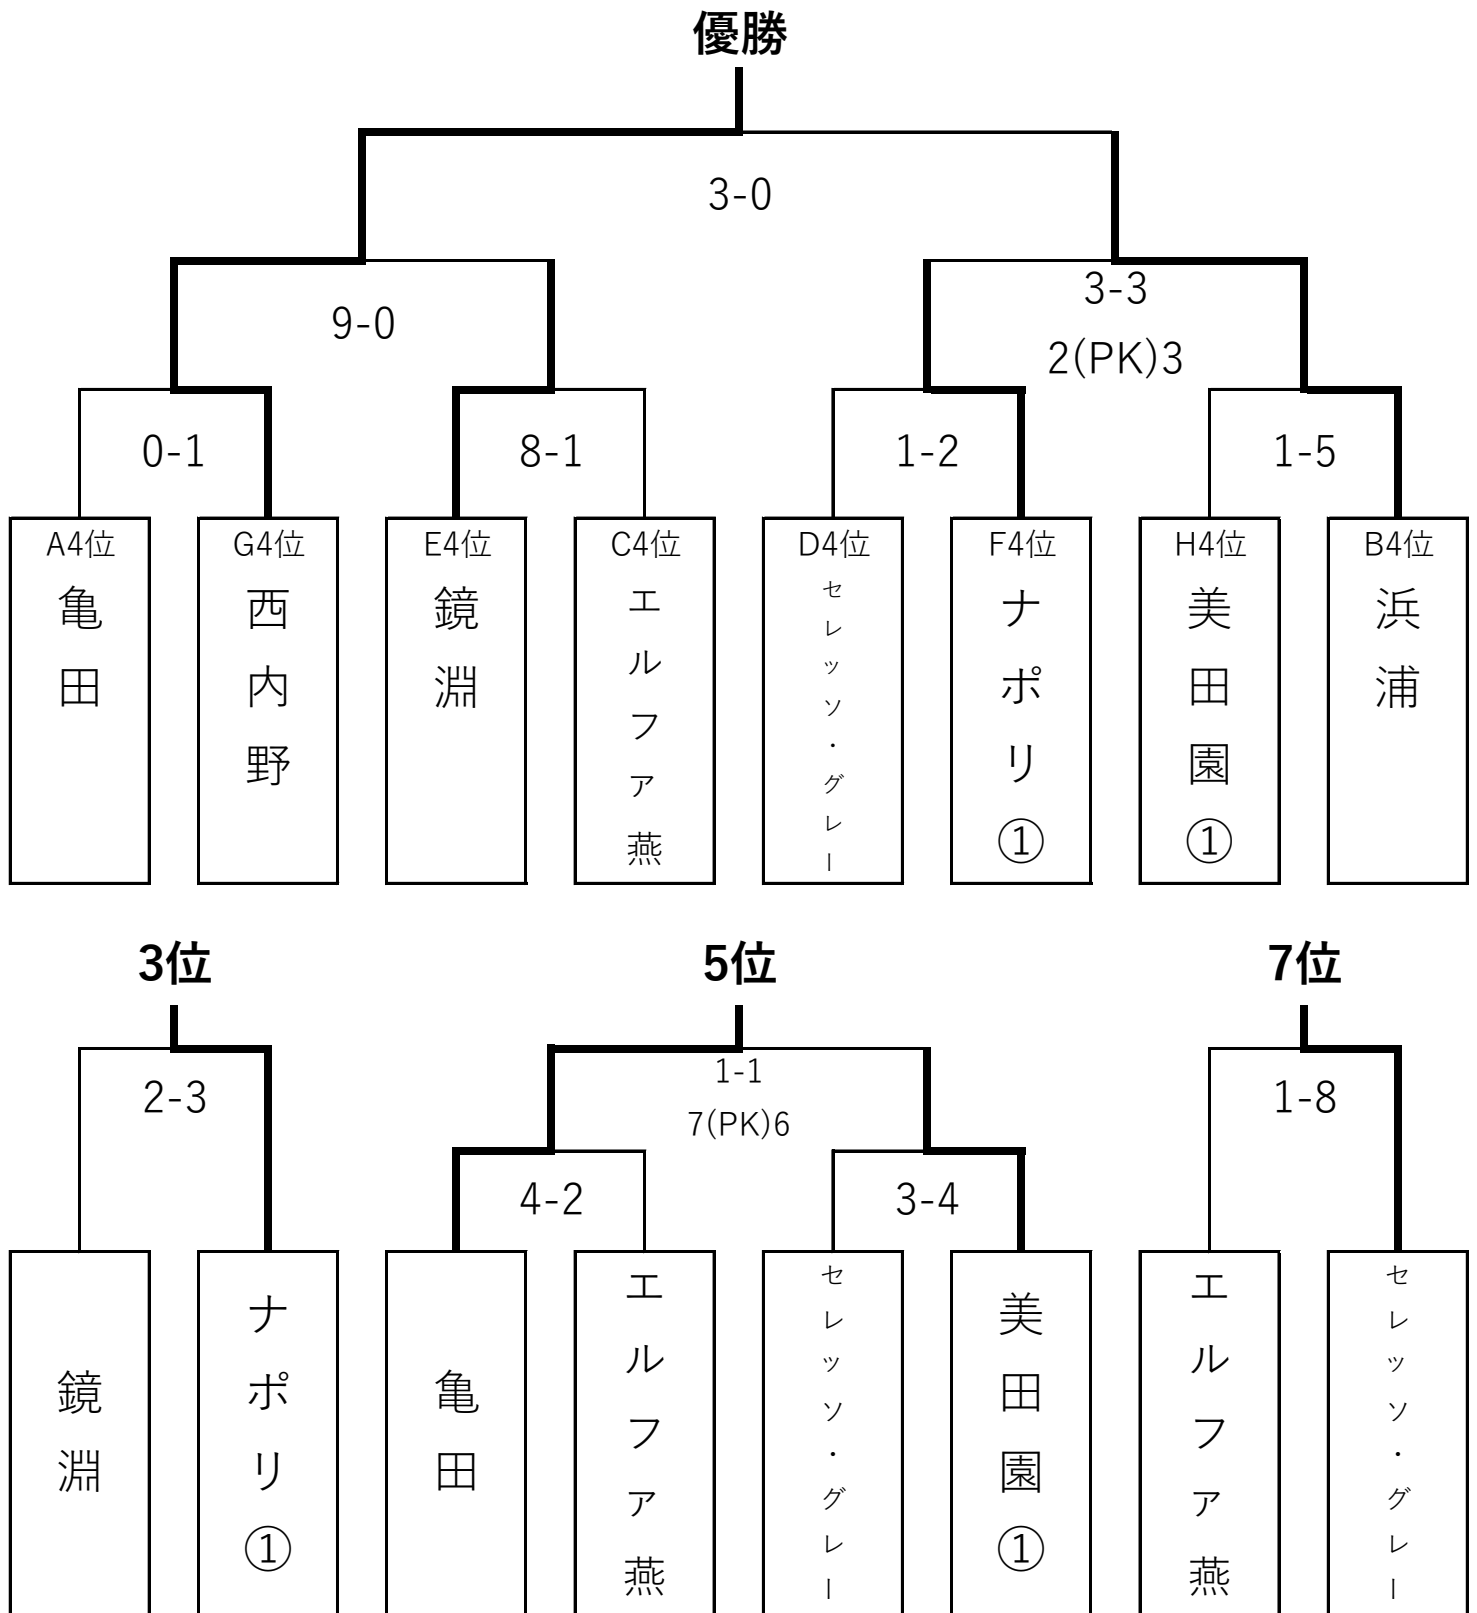 優勝
3-0
9-0
3-3
2(PK)3
0-1
8-1
1-2
1-5
A4位
亀田
G4位
西内野
E4位
鏡淵
C4位
エルファ燕
D4位
セレッソ・グレー
F4位
ナポリ①
H4位
美田園①
B4位
浜浦
3位
5位
7位
2-3
1-1
7(PK)6
1-8
4-2
3-4
鏡淵
ナポリ①
亀田
エルファ燕
セレッソ・グレー
美田園①
エルファ燕
セレッソ・グレー